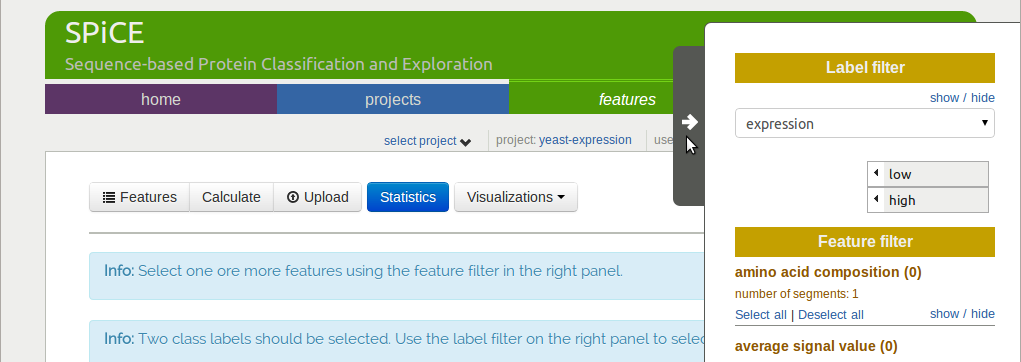 SPiCE
Sequence-based Protein Classification and Exploration
home projects features
select project project: yeast-expression use
Features Calculate Upload Statistics Visualizations
Info: Select one ore more features using the feature filter in the right panel.
Info: Two class labels should be selected. Use the label filter on the right panel to selec
Label filter
show / hide
expression
low
high
Feature filter
amino acid composition (0)
number of segments: 1
Select all | Deselect all show / hide
average signal value (0)